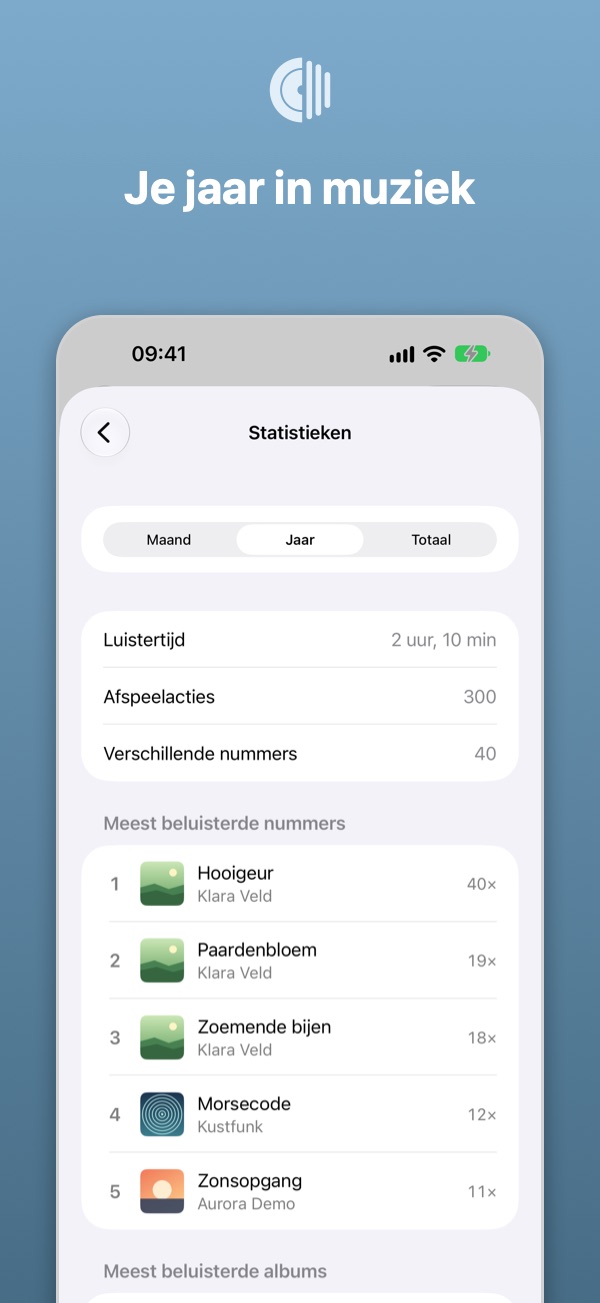 Je jaar in muziek
09:41
Statistieken
Maand Jaar Totaal
Luistertijd 2 uur, 10 min
Afspeelacties 300
Verschillende nummers 40
Meest beluisterde nummers
1 Hooigeur 40×
Klara Veld
2 Paardenbloem 19×
Klara Veld
3 Zoemende bijen 18×
Klara Veld
4 Morsecode 12×
Kustfunk
5 Zonsopgang 11×
Aurora Demo
Meest beluisterde albums